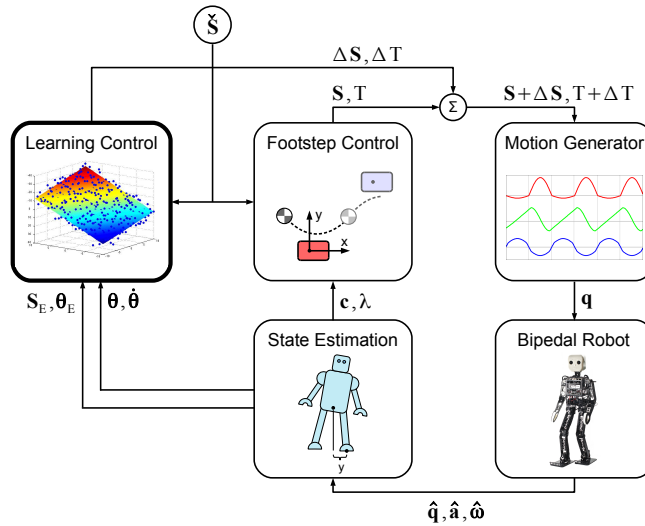 Š
ΔS, ΔT
S, T
Σ
S+ΔS, T+ΔT
Learning Control
Footstep Control
Motion Generator
y
x
S_E, θ_E
θ, θ̇
c, λ
q
State Estimation
Bipedal Robot
y
q̂, â, ω̂